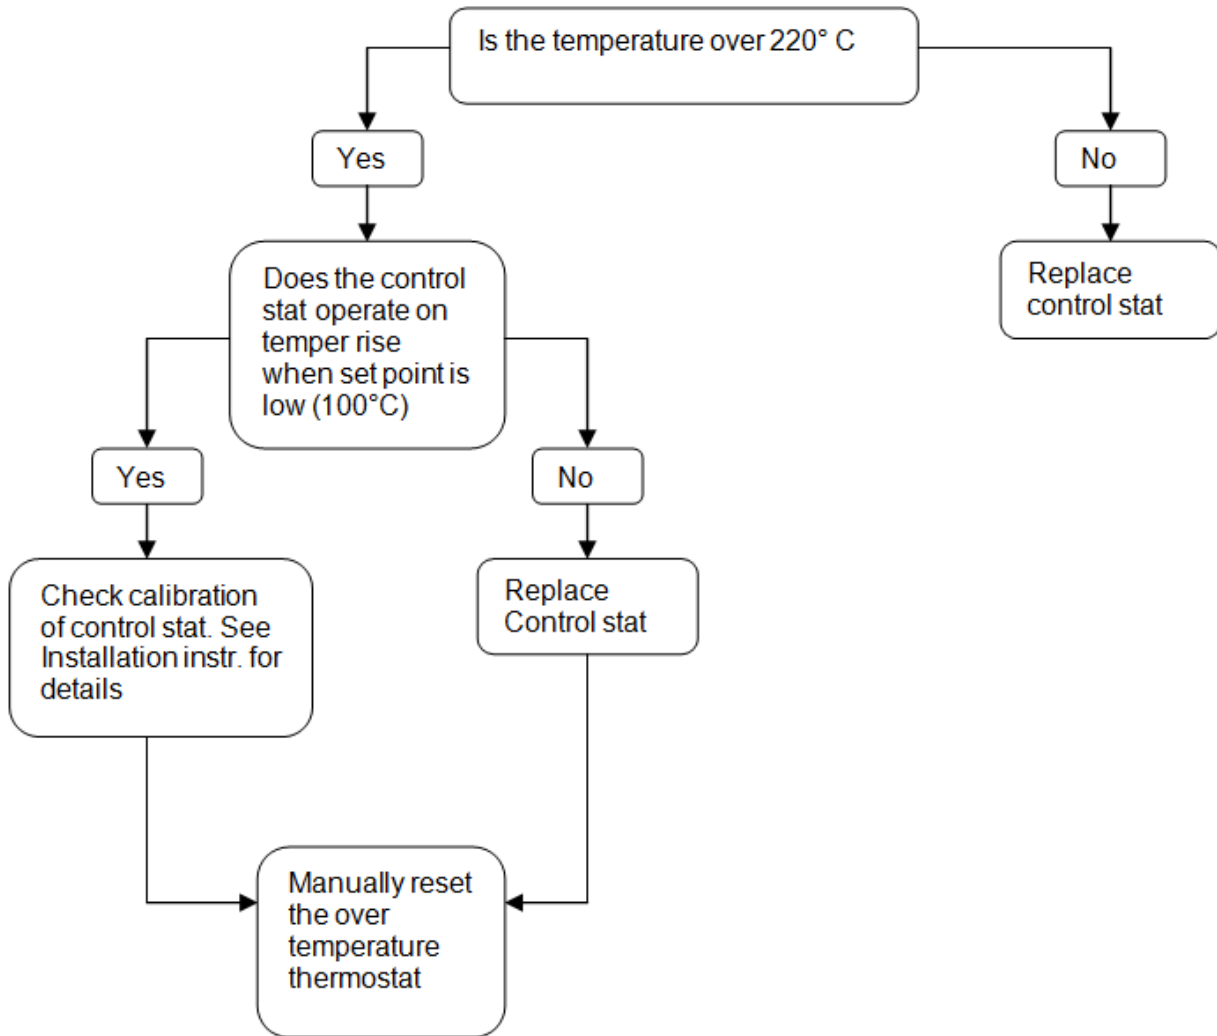 Is the temperature over 220° C
Yes
No
Does the control
stat operate on
temper rise
when set point is
low (100°C)
Replace
control stat
Yes
No
Check calibration
of control stat. See
Installation instr. for
details
Replace
Control stat
Manually reset
the over
temperature
thermostat